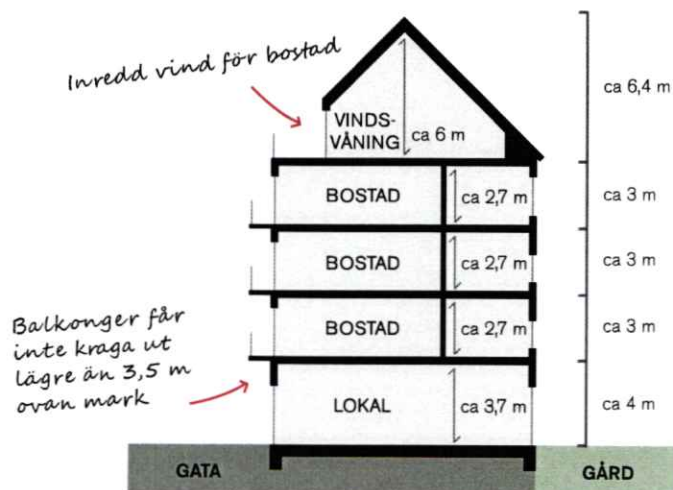 Inredd vind för bostad
ca 6,4 m
VINDS-
VÅNING
ca 6 m
BOSTAD
ca 2,7 m
ca 3 m
BOSTAD
ca 2,7 m
ca 3 m
BOSTAD
ca 2,7 m
ca 3 m
Balkonger får
inte kraga ut
lägre än 3,5 m
ovan mark
LOKAL
ca 3,7 m
ca 4 m
GATA
GÅRD